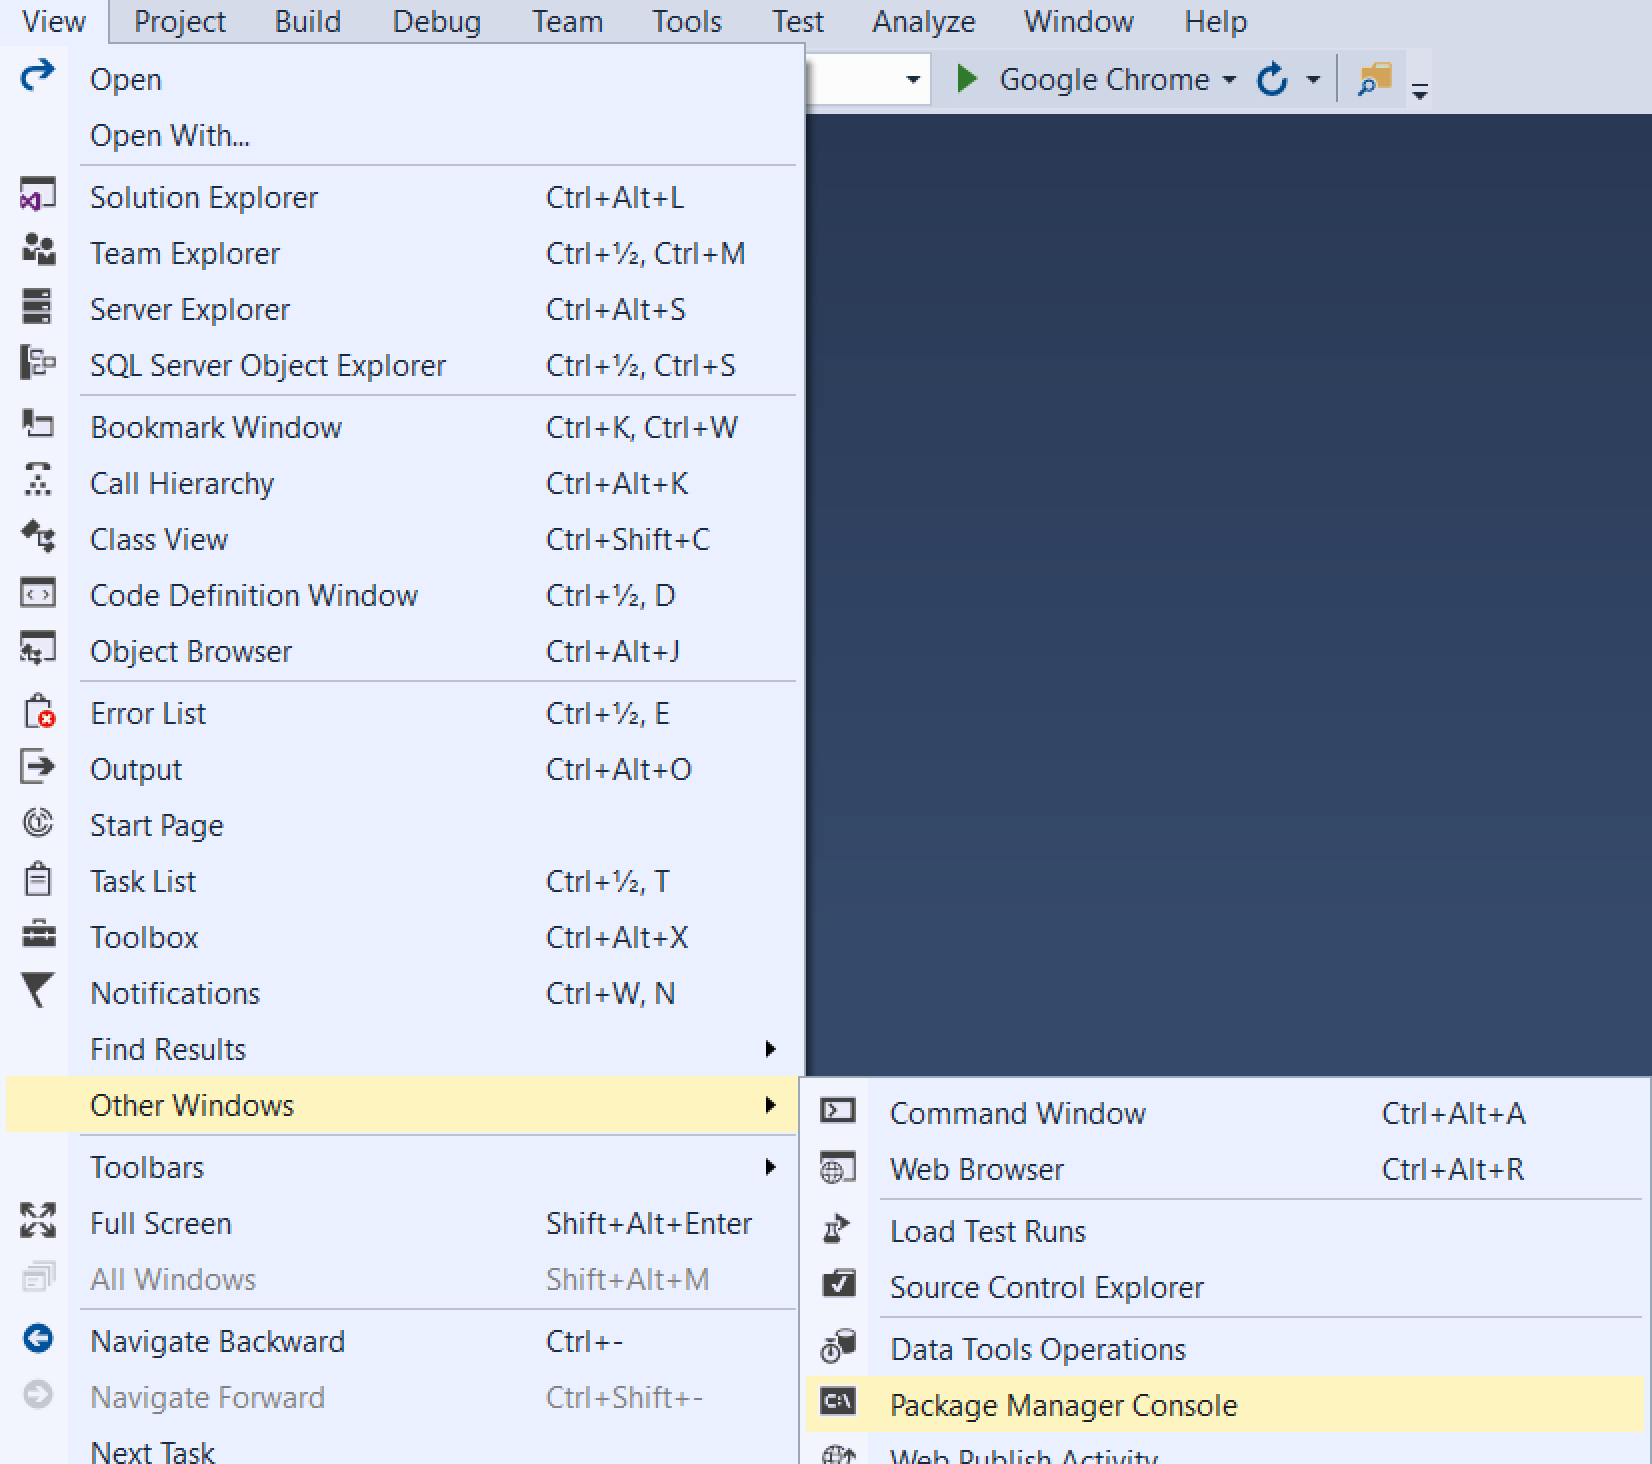 View Project Build Debug Team Tools Test Analyze Window Help
Google Chrome
Open
Open With...
Solution Explorer Ctrl+Alt+L
Team Explorer Ctrl+½, Ctrl+M
Server Explorer Ctrl+Alt+S
SQL Server Object Explorer Ctrl+½, Ctrl+S
Bookmark Window Ctrl+K, Ctrl+W
Call Hierarchy Ctrl+Alt+K
Class View Ctrl+Shift+C
Code Definition Window Ctrl+½, D
Object Browser Ctrl+Alt+J
Error List Ctrl+½, E
Output Ctrl+Alt+O
Start Page
Task List Ctrl+½, T
Toolbox Ctrl+Alt+X
Notifications Ctrl+W, N
Find Results
Other Windows
Toolbars
Full Screen Shift+Alt+Enter
All Windows Shift+Alt+M
Navigate Backward Ctrl+-
Navigate Forward Ctrl+Shift+-
Next Task
Command Window Ctrl+Alt+A
Web Browser Ctrl+Alt+R
Load Test Runs
Source Control Explorer
Data Tools Operations
C:\ Package Manager Console
Web Publish Activity